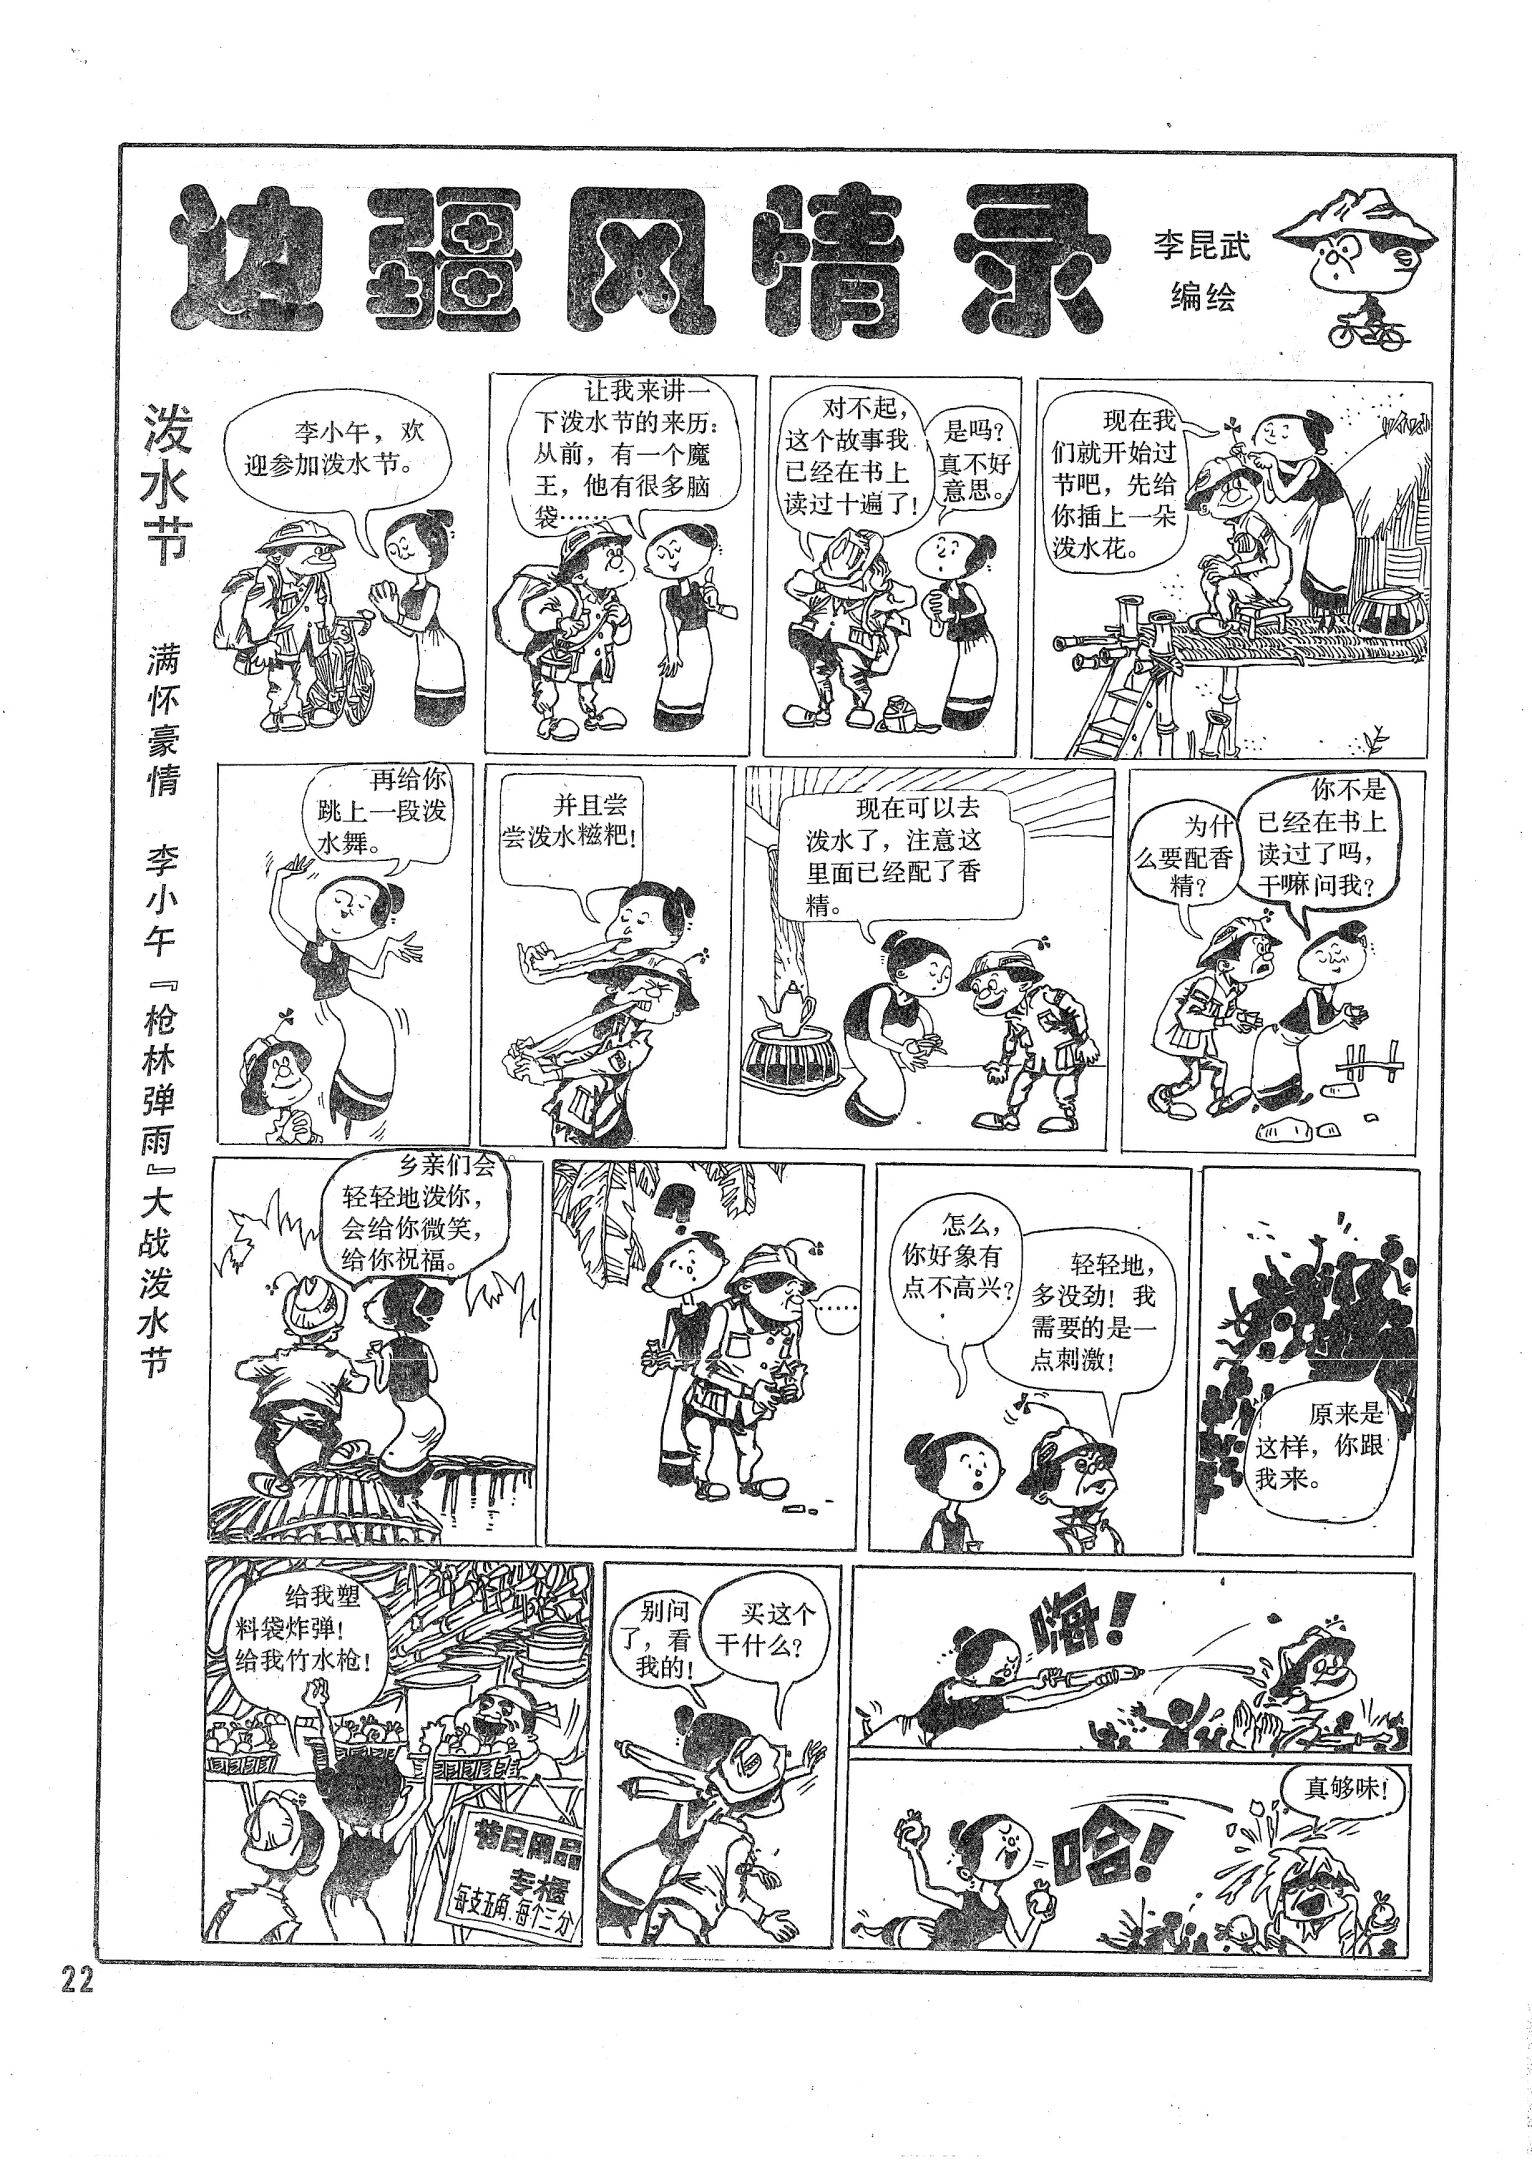 边疆风情录
李昆武
编绘
泼水节
满怀豪情 李小午『枪林弹雨』大战泼水节
李小午，欢
迎参加泼水节。
让我来讲一
下泼水节的来历：
从前，有一个魔
王，他有很多脑
袋……
对不起，
这个故事我
已经在书上
读过十遍了！
是吗？
真不好
意思。
现在我
们就开始过
节吧，先给
你插上一朵
泼水花。
再给你
跳上一段泼
水舞。
并且尝
尝泼水糍粑！
现在可以去
泼水了，注意这
里面已经配了香
精。
为什
么要配香
精？
你不是
已经在书上
读过了吗，
干嘛问我？
乡亲们会
轻轻地泼你，
会给你微笑，
给你祝福。
？
……
怎么，
你好象有
点不高兴？
轻轻地，
多没劲！我
需要的是一
点刺激！
原来是
这样，你跟
我来。
给我塑
料袋炸弹！
给我竹水枪！
节日用品
专柜
每支五角，每个三分
别问
了，看
我的！
买这个
干什么？
嗨！
哈！
真够味！
22